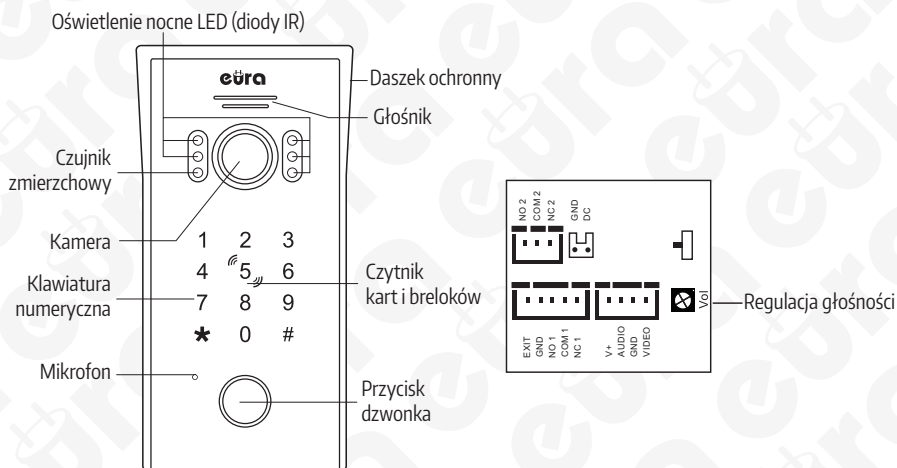 Oświetlenie nocne LED (diody IR)
eura
Daszek ochronny
Głośnik
Czujnik
zmierzchowy
Kamera
Klawiatura
numeryczna
Mikrofon
1 2 3
4 5 6
7 8 9
* 0 #
Czytnik
kart i breloków
Przycisk
dzwonka
NO 2
COM 2
NC 2
GND
DC
EXIT
GND
NO 1
COM 1
NC 1
V+
AUDIO
GND
VIDEO
Vol
Regulacja głośności